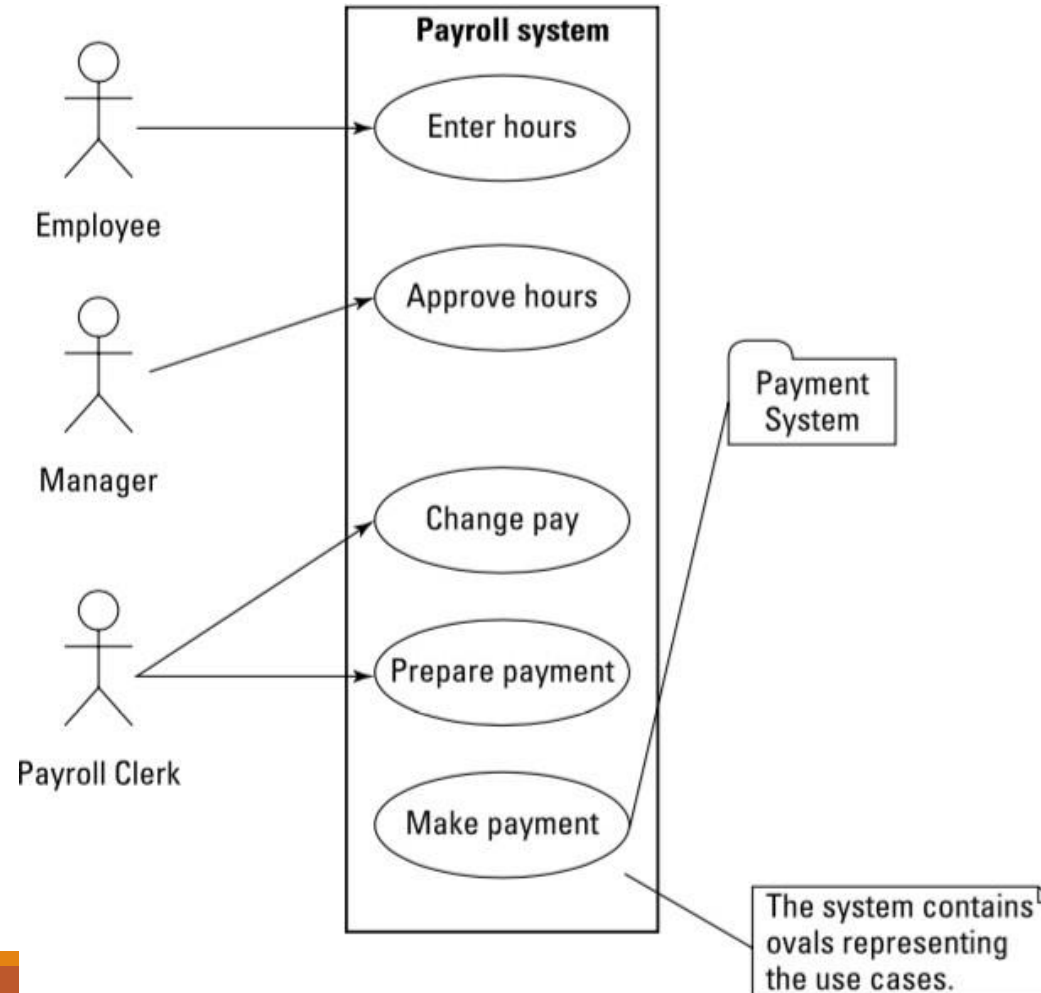 Payroll system
Enter hours
Employee
Approve hours
Payment
System
Manager
Change pay
Prepare payment
Payroll Clerk
Make payment
The system contains
ovals representing
the use cases.